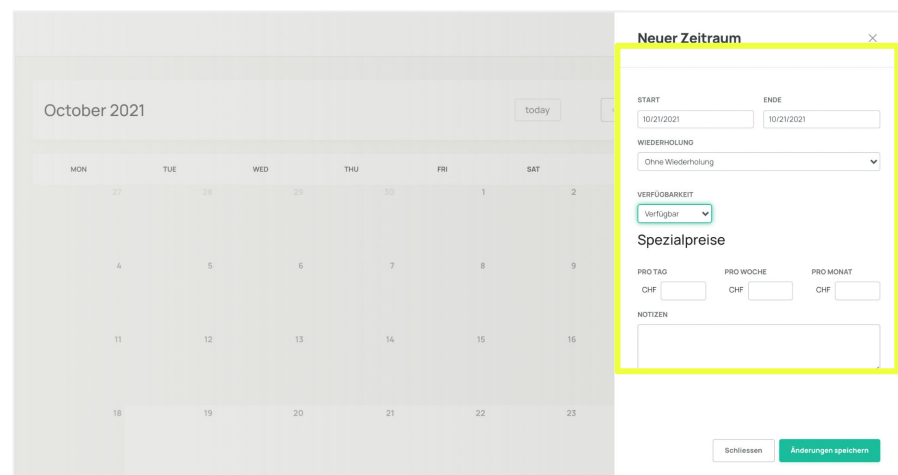 October 2021
today
MON TUE WED THU FRI SAT
27 28 29 30 1 2
4 5 6 7 8 9
11 12 13 14 15 16
18 19 20 21 22 23
Neuer Zeitraum
START ENDE
10/21/2021 10/21/2021
WIEDERHOLUNG
Ohne Wiederholung
VERFÜGBARKEIT
Verfügbar
Spezialpreise
PRO TAG PRO WOCHE PRO MONAT
CHF CHF CHF
NOTIZEN
Schliessen Änderungen speichern